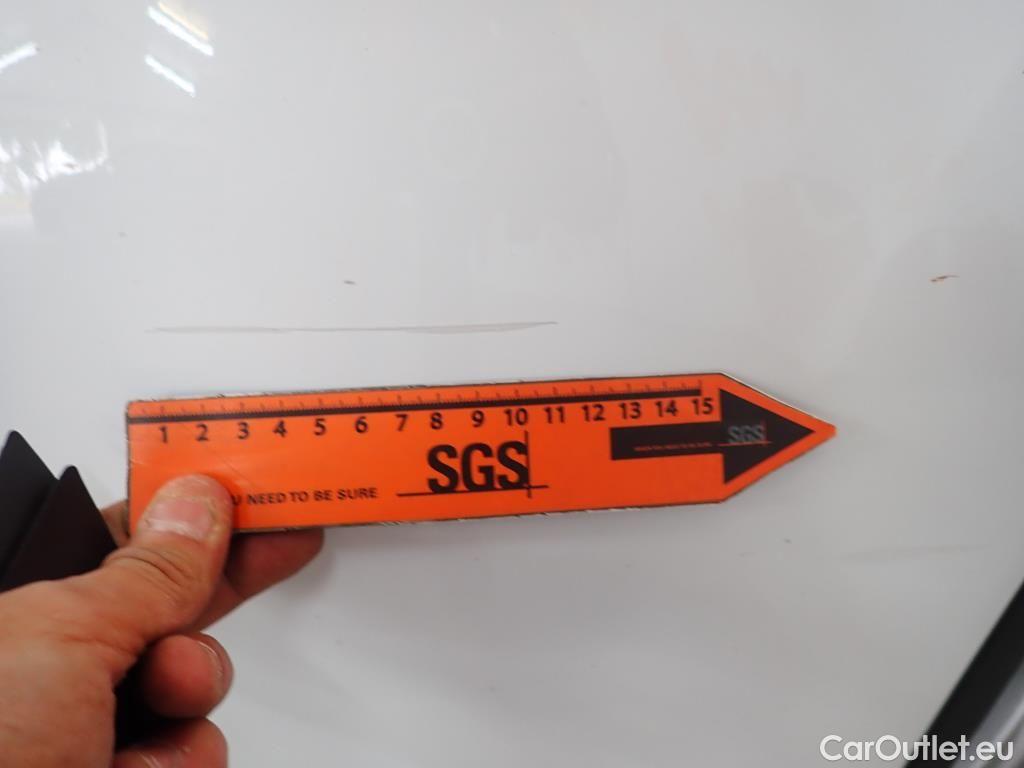 1 2 3 4 5 6 7 8 9 10 11 12 13 14 15
SGS
SGS
U NEED TO BE SURE
CarOutlet.eu